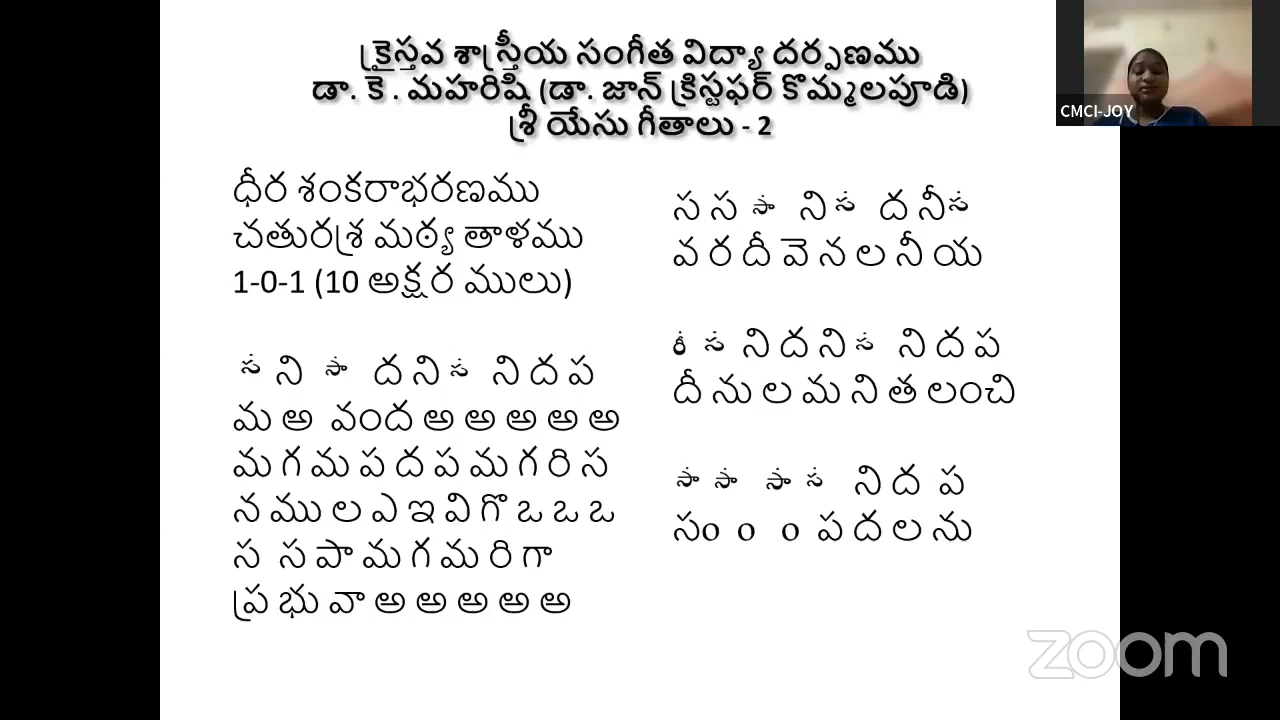 క్రైస్తవ శాస్త్రీయ సంగీత విద్యా దర్పణము
డా. కె . మహరిషి (డా. జాన్ క్రిస్టఫర్ కొమ్మలపూడి)
శ్రీ యేసు గీతాలు - 2
ధీర శంకరాభరణము
చతురశ్ర మఠ్య తాళము
1-0-1 (10 అక్షర ములు)
స̇ ని సా̇ ద ని స̇ ని ద ప
మ అ వంద అ అ అ అ అ
మ గ మ ప ద ప మ గ రి స
న ము ల ఎ ఇ వి గొ ఒ ఒ ఒ
స స పా మ గ మ రి గా
ప్ర భు వా అ అ అ అ అ
స స సా̇ ని స̇ ద నీ స̇
వ ర దీ వె న ల నీ య
రీ̇ స̇ ని ద ని స̇ ని ద ప
దీ ను ల మ ని త లంచి
సా̇ సా̇ సా̇ స̇ ని ద ప
సం ం ం ప ద ల ను
CMCI-JOY
zoom